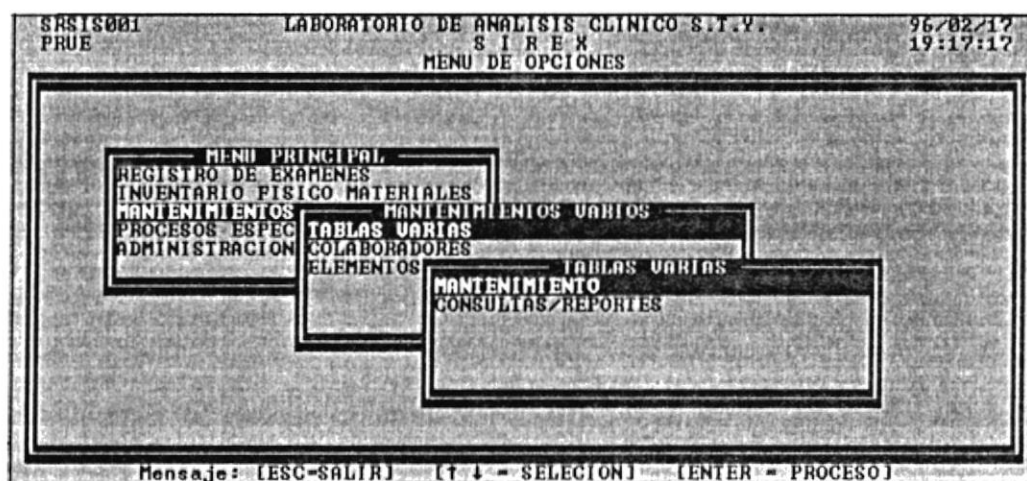 SRSIS001 LABORATORIO DE ANALISIS CLINICO S.T.Y. 96/02/17
PRUE S I R E X 19:17:17
MENU DE OPCIONES
MENU PRINCIPAL
REGISTRO DE EXAMENES
INVENTARIO FISICO MATERIALES
MANTENIMIENTOS
PROCESOS ESPEC
ADMINISTRACION
MANTENIMIENTOS VARIOS
TABLAS VARIAS
COLABORADORES
ELEMENTOS
TABLAS VARIAS
MANTENIMIENTO
CONSULTAS/REPORTES
Mensaje: [ESC=SALIR] [↑ ↓ = SELECION] [ENTER = PROCESO]